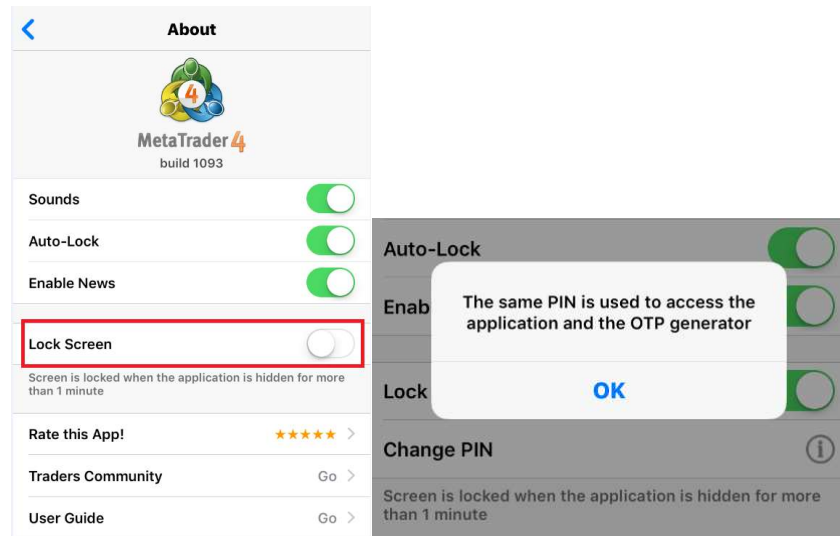 About
4
MetaTrader 4
build 1093
Sounds
Auto-Lock
Enable News
Lock Screen
Screen is locked when the application is hidden for more
than 1 minute
Rate this App!
Traders Community Go
User Guide Go
Auto-Lock
Enab
The same PIN is used to access the
application and the OTP generator
OK
Lock
Change PIN
Screen is locked when the application is hidden for more
than 1 minute